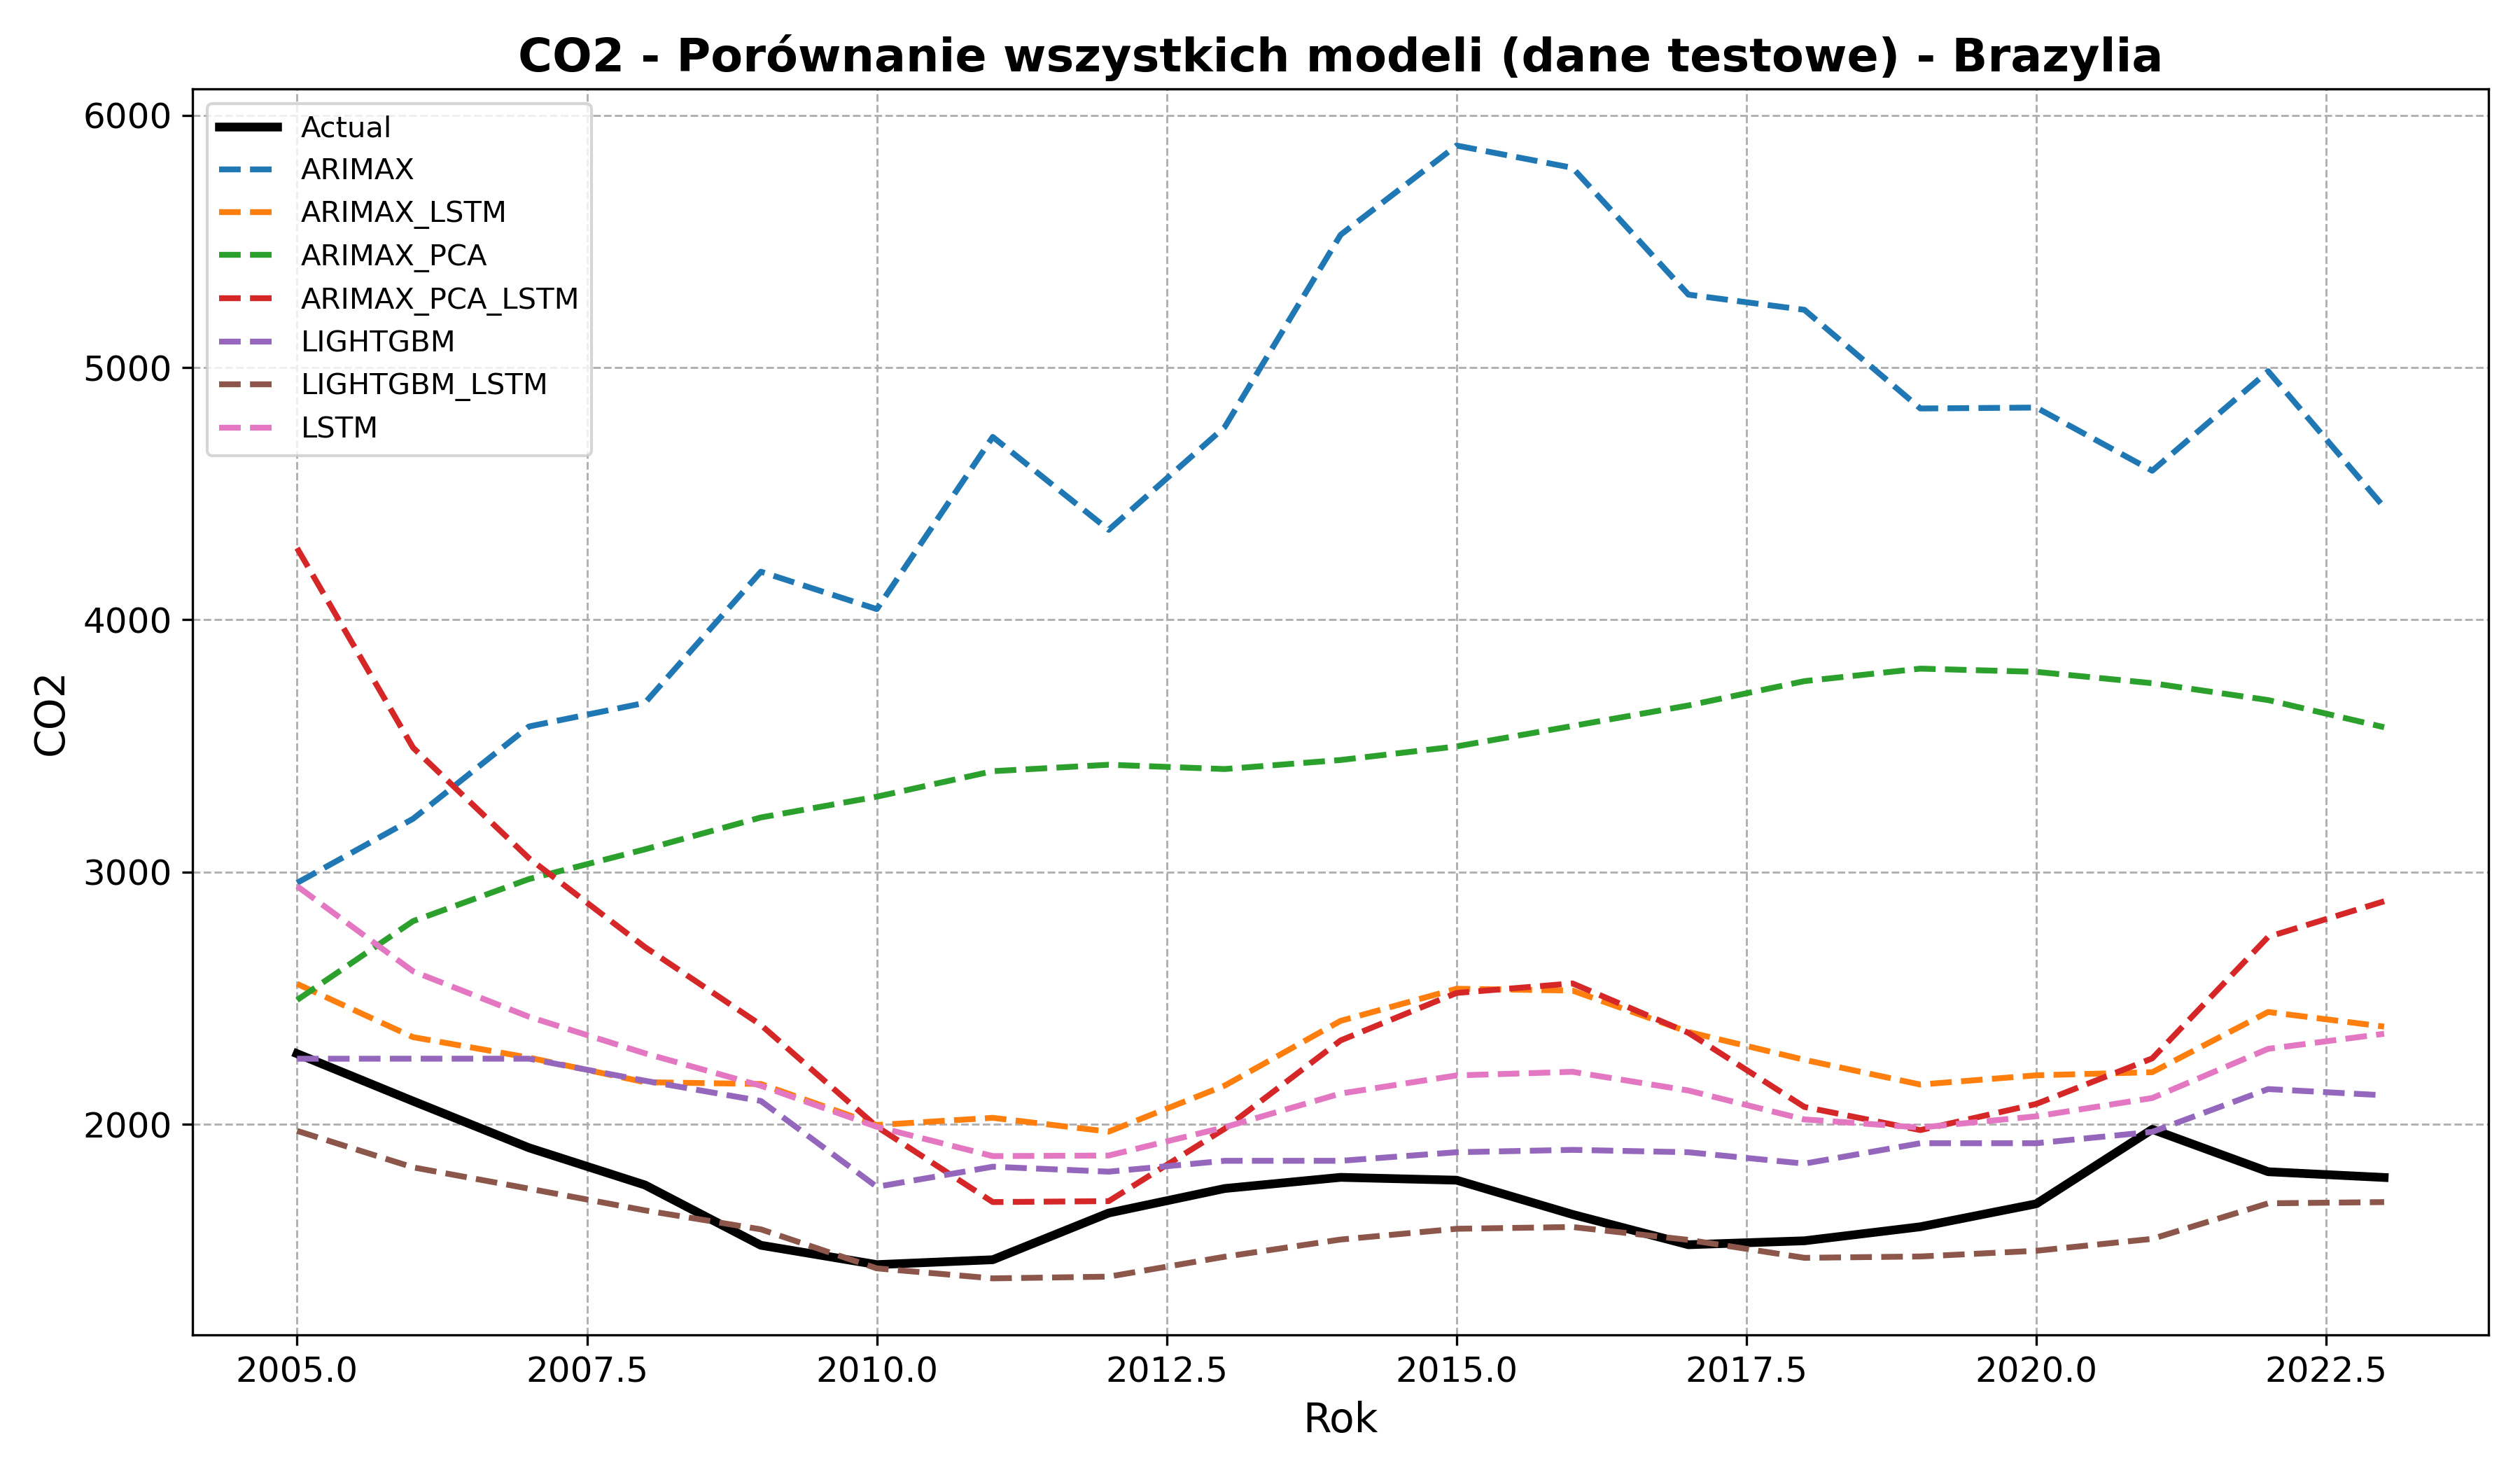 CO2 - Porównanie wszystkich modeli (dane testowe) - Brazylia
6000
5000
4000
3000
2000
CO2
Actual
ARIMAX
ARIMAX_LSTM
ARIMAX_PCA
ARIMAX_PCA_LSTM
LIGHTGBM
LIGHTGBM_LSTM
LSTM
2005.0 2007.5 2010.0 2012.5 2015.0 2017.5 2020.0 2022.5
Rok